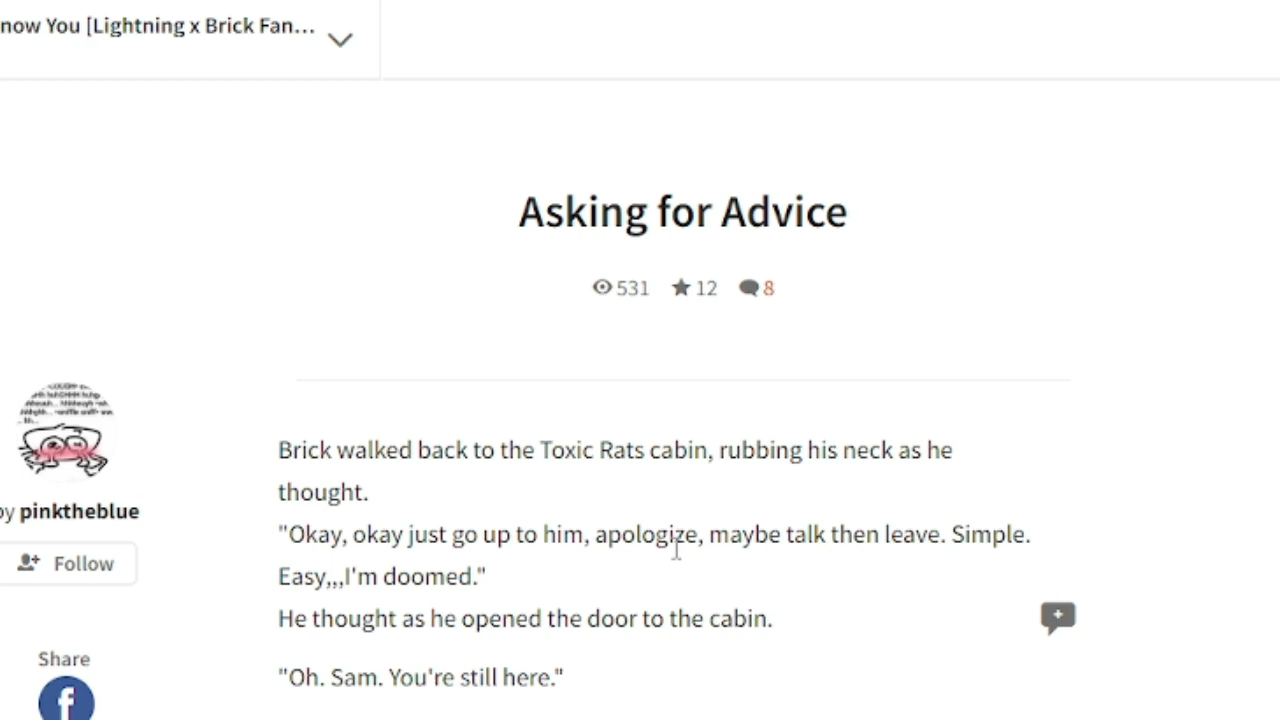 now You [Lightning x Brick Fan...
Asking for Advice
531 12 8
Brick walked back to the Toxic Rats cabin, rubbing his neck as he
thought.
"Okay, okay just go up to him, apologize, maybe talk then leave. Simple.
Easy,,,I'm doomed."
He thought as he opened the door to the cabin.
"Oh. Sam. You're still here."
by pinktheblue
Follow
Share